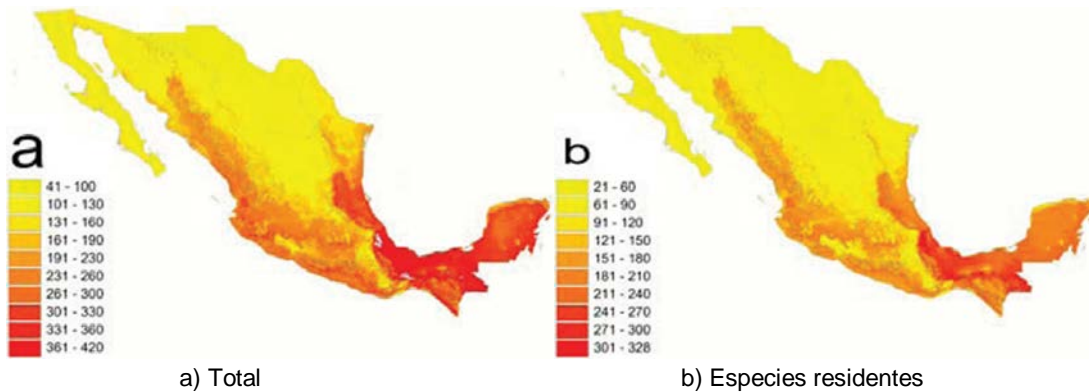 a
41 - 100
101 - 130
131 - 160
161 - 190
191 - 230
231 - 260
261 - 300
301 - 330
331 - 360
361 - 420
b
21 - 60
61 - 90
91 - 120
121 - 150
151 - 180
181 - 210
211 - 240
241 - 270
271 - 300
301 - 328
a) Total
b) Especies residentes